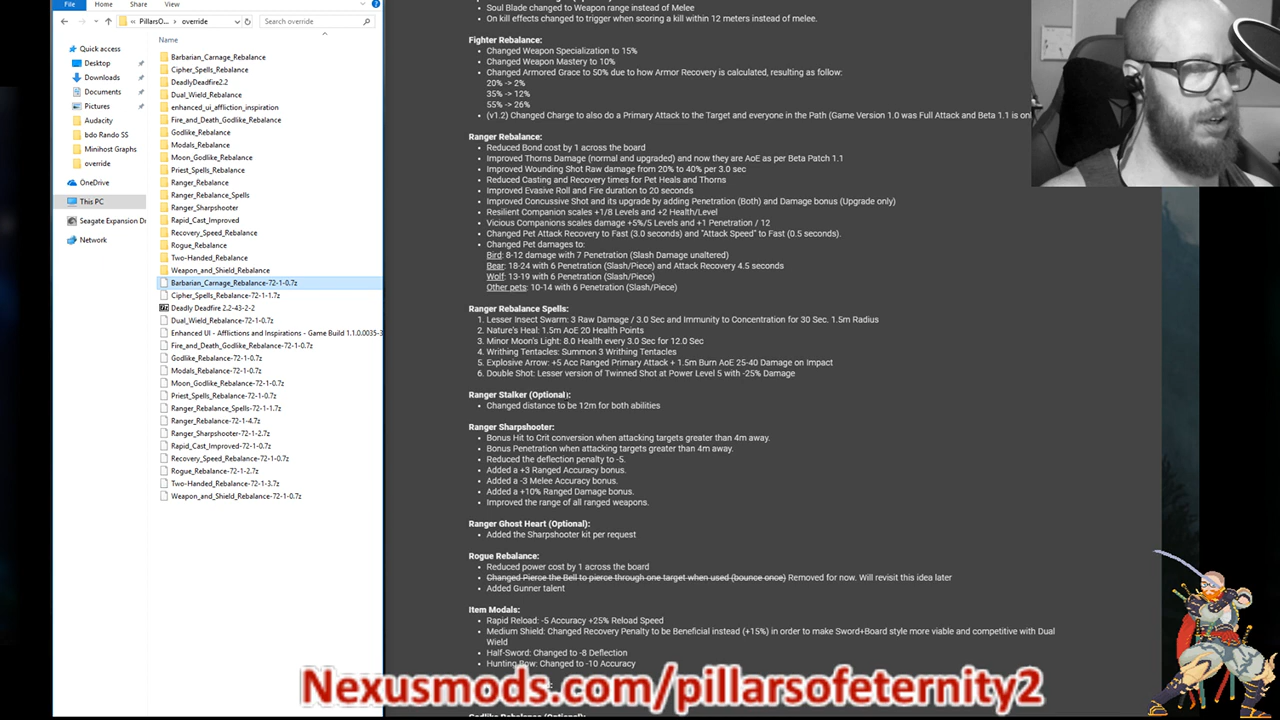 File Home Share View
PillarsO... override Search override
Name
Quick access
Desktop
Downloads
Documents
Pictures
Audacity
bdo Rando SS
Minihost Graphs
override
OneDrive
This PC
Seagate Expansion Dr
Network
Barbarian_Carnage_Rebalance
Cipher_Spells_Rebalance
DeadlyDeadfire2.2
Dual_Wield_Rebalance
enhanced_ui_affliction_inspiration
Fire_and_Death_Godlike_Rebalance
Godlike_Rebalance
Modals_Rebalance
Moon_Godlike_Rebalance
Priest_Spells_Rebalance
Ranger_Rebalance
Ranger_Rebalance_Spells
Ranger_Sharpshooter
Rapid_Cast_Improved
Recovery_Speed_Rebalance
Rogue_Rebalance
Two-Handed_Rebalance
Weapon_and_Shield_Rebalance
Barbarian_Carnage_Rebalance-72-1-0.7z
Cipher_Spells_Rebalance-72-1-1.7z
Deadly Deadfire 2.2-43-2-2
Dual_Wield_Rebalance-72-1-0.7z
Enhanced UI - Afflictions and Inspirations - Game Build 1.1.0.0035-3
Fire_and_Death_Godlike_Rebalance-72-1-0.7z
Godlike_Rebalance-72-1-0.7z
Modals_Rebalance-72-1-0.7z
Moon_Godlike_Rebalance-72-1-0.7z
Priest_Spells_Rebalance-72-1-0.7z
Ranger_Rebalance_Spells-72-1-1.7z
Ranger_Rebalance-72-1-4.7z
Ranger_Sharpshooter-72-1-2.7z
Rapid_Cast_Improved-72-1-0.7z
Recovery_Speed_Rebalance-72-1-0.7z
Rogue_Rebalance-72-1-2.7z
Two-Handed_Rebalance-72-1-3.7z
Weapon_and_Shield_Rebalance-72-1-0.7z
Soul Blade changed to Weapon range instead of Melee
On kill effects changed to trigger when scoring a kill within 12 meters instead of melee.
Fighter Rebalance:
Changed Weapon Specialization to 15%
Changed Weapon Mastery to 10%
Changed Armored Grace to 50% due to how Armor Recovery is calculated, resulting as follow:
20% -> 2%
35% -> 12%
55% -> 26%
(v1.2) Changed Charge to also do a Primary Attack to the Target and everyone in the Path (Game Version 1.0 was Full Attack and Beta 1.1 is onl
Ranger Rebalance:
Reduced Bond cost by 1 across the board
Improved Thorns Damage (normal and upgraded) and now they are AoE as per Beta Patch 1.1
Improved Wounding Shot Raw damage from 20% to 40% per 3.0 sec
Reduced Casting and Recovery times for Pet Heals and Thorns
Improved Evasive Roll and Fire duration to 20 seconds
Improved Concussive Shot and its upgrade by adding Penetration (Both) and Damage bonus (Upgrade only)
Resilient Companion scales +1/8 Levels and +2 Health/Level
Vicious Companions scales damage +5%/5 Levels and +1 Penetration / 12
Changed Pet Attack Recovery to Fast (3.0 seconds) and "Attack Speed" to Fast (0.5 seconds).
Changed Pet damages to:
Bird: 8-12 damage with 7 Penetration (Slash Damage unaltered)
Bear: 18-24 with 6 Penetration (Slash/Piece) and Attack Recovery 4.5 seconds
Wolf: 13-19 with 6 Penetration (Slash/Piece)
Other pets: 10-14 with 6 Penetration (Slash/Piece)
Ranger Rebalance Spells:
1. Lesser Insect Swarm: 3 Raw Damage / 3.0 Sec and Immunity to Concentration for 30 Sec. 1.5m Radius
2. Nature's Heal: 1.5m AoE 20 Health Points
3. Minor Moon's Light: 8.0 Health every 3.0 Sec for 12.0 Sec
4. Writhing Tentacles: Summon 3 Writhing Tentacles
5. Explosive Arrow: +5 Acc Ranged Primary Attack + 1.5m Burn AoE 25-40 Damage on Impact
6. Double Shot: Lesser version of Twinned Shot at Power Level 5 with -25% Damage
Ranger Stalker (Optional):
Changed distance to be 12m for both abilities
Ranger Sharpshooter:
Bonus Hit to Crit conversion when attacking targets greater than 4m away.
Bonus Penetration when attacking targets greater than 4m away.
Reduced the deflection penalty to -5.
Added a +3 Ranged Accuracy bonus.
Added a -3 Melee Accuracy bonus.
Added a +10% Ranged Damage bonus.
Improved the range of all ranged weapons.
Ranger Ghost Heart (Optional):
Added the Sharpshooter kit per request
Rogue Rebalance:
Reduced power cost by 1 across the board
Changed Pierce the Bell to pierce through one target when used (bounce once) Removed for now. Will revisit this idea later
Added Gunner talent
Item Modals:
Rapid Reload: -5 Accuracy +25% Reload Speed
Medium Shield: Changed Recovery Penalty to be Beneficial instead (+15%) in order to make Sword+Board style more viable and competitive with Dual
Wield
Half-Sword: Changed to -8 Deflection
Hunting Bow: Changed to -10 Accuracy
Nexusmods.com/pillarsofeternity2